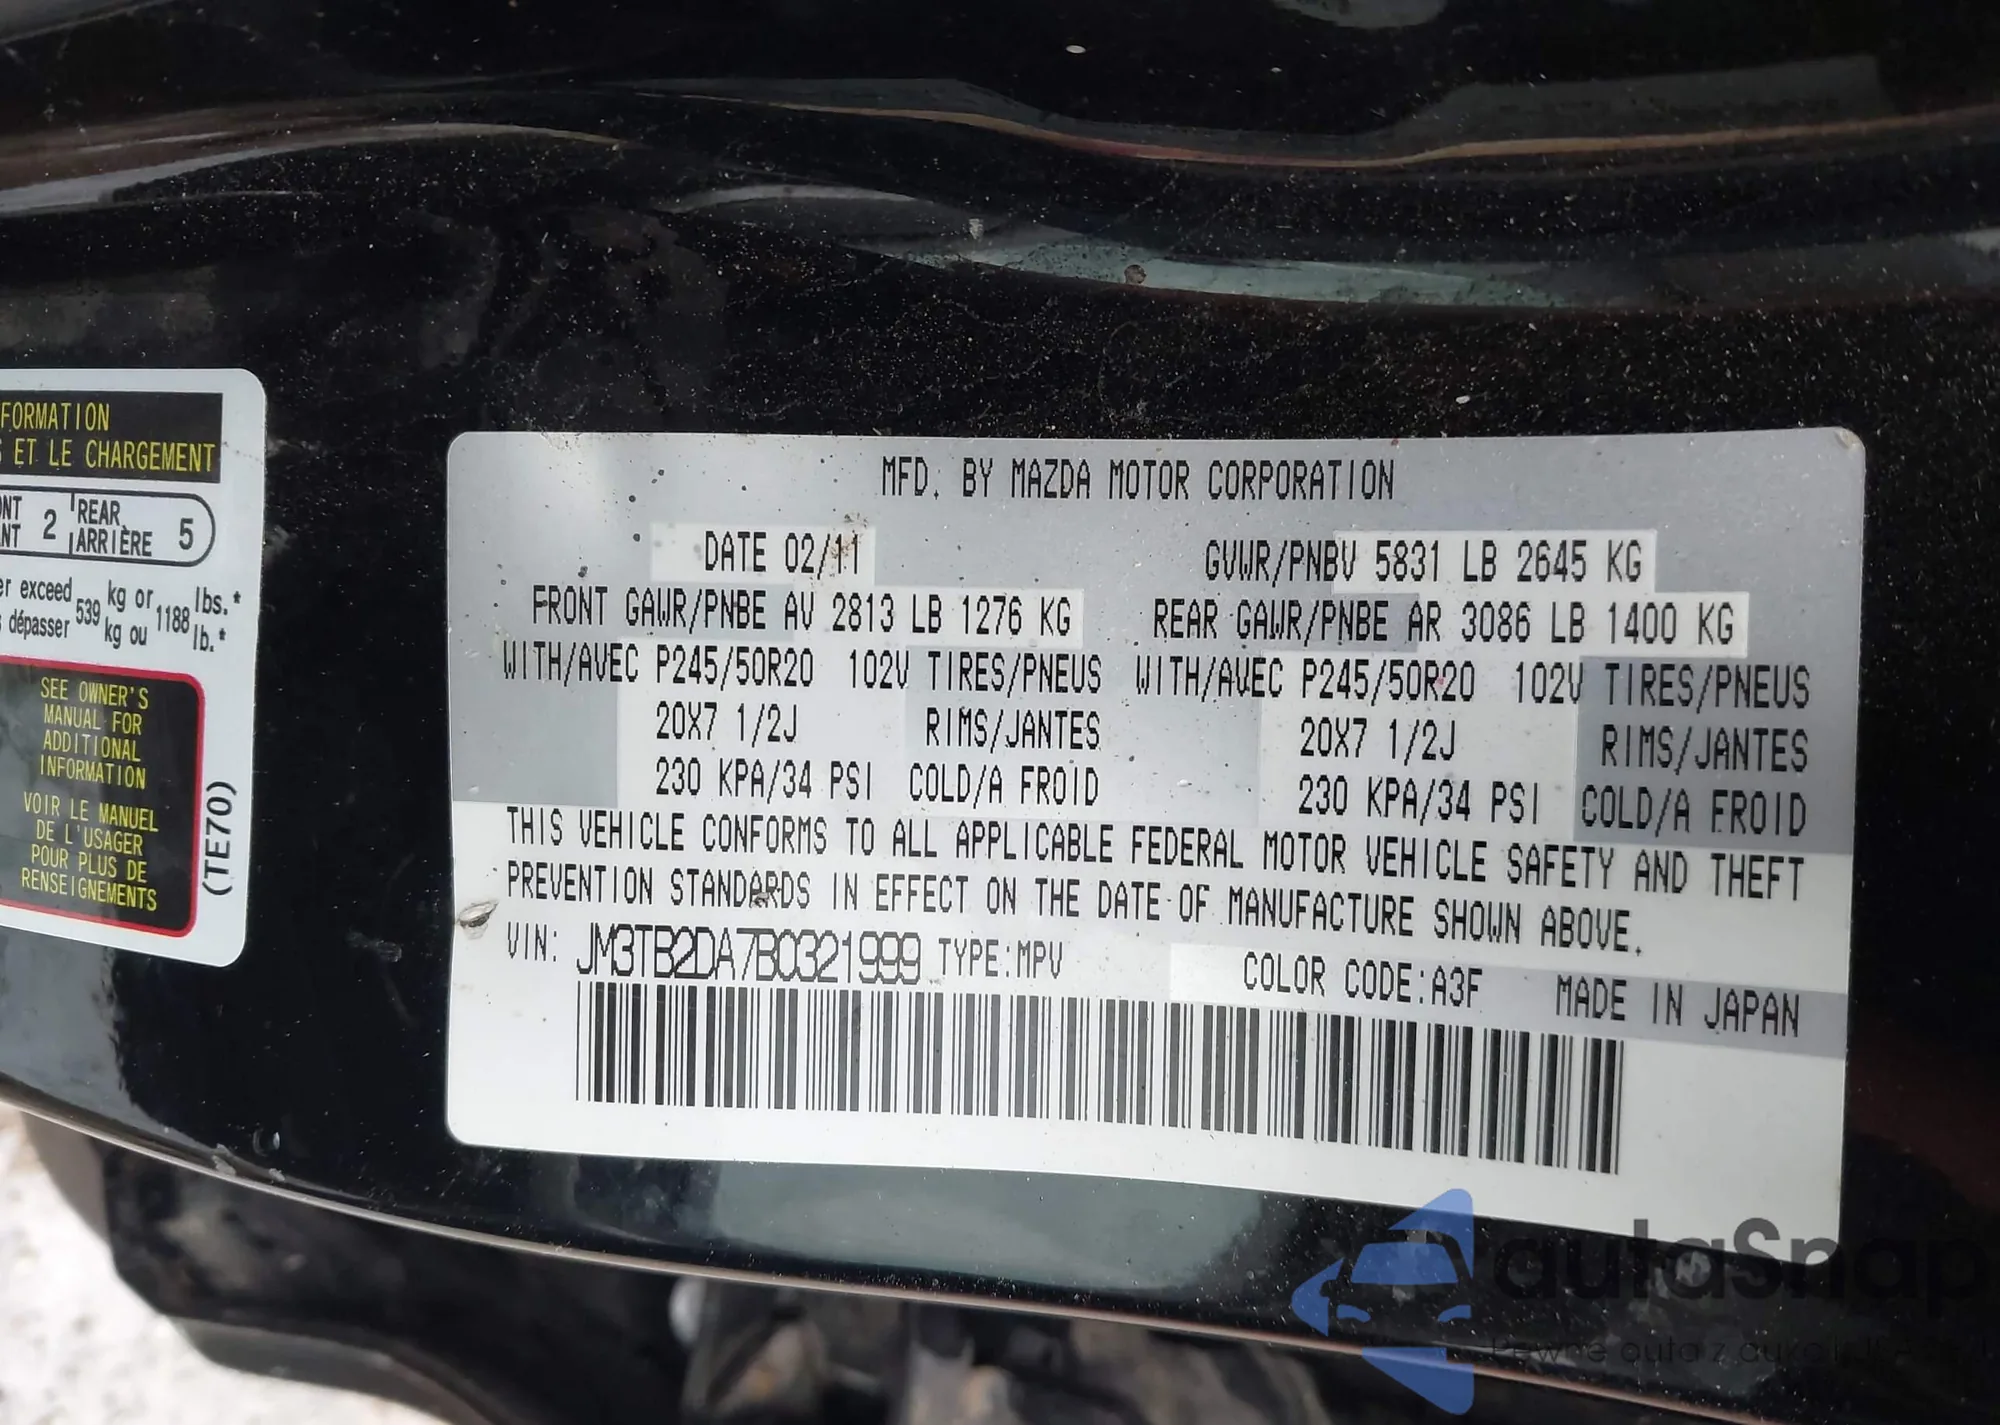 FORMATION
ET LE CHARGEMENT
2 REAR ARRIÈRE 5
exceed 539 kg or 1188 lbs.*
dépasser kg ou lb.*
SEE OWNER'S
MANUAL FOR
ADDITIONAL
INFORMATION
VOIR LE MANUEL
DE L'USAGER
POUR PLUS DE
RENSEIGNEMENTS
(TE70)
MFD. BY MAZDA MOTOR CORPORATION
DATE 02/11 GVWR/PNBV 5831 LB 2645 KG
FRONT GAWR/PNBE AV 2813 LB 1276 KG REAR GAWR/PNBE AR 3086 LB 1400 KG
WITH/AVEC P245/50R20 102V TIRES/PNEUS WITH/AVEC P245/50R20 102V TIRES/PNEUS
20X7 1/2J RIMS/JANTES 20X7 1/2J RIMS/JANTES
230 KPA/34 PSI COLD/A FROID 230 KPA/34 PSI COLD/A FROID
THIS VEHICLE CONFORMS TO ALL APPLICABLE FEDERAL MOTOR VEHICLE SAFETY AND THEFT
PREVENTION STANDARDS IN EFFECT ON THE DATE OF MANUFACTURE SHOWN ABOVE.
VIN: JM3TB2DA7B0321999 TYPE:MPV COLOR CODE:A3F MADE IN JAPAN
autaSnap
Pewne auta z